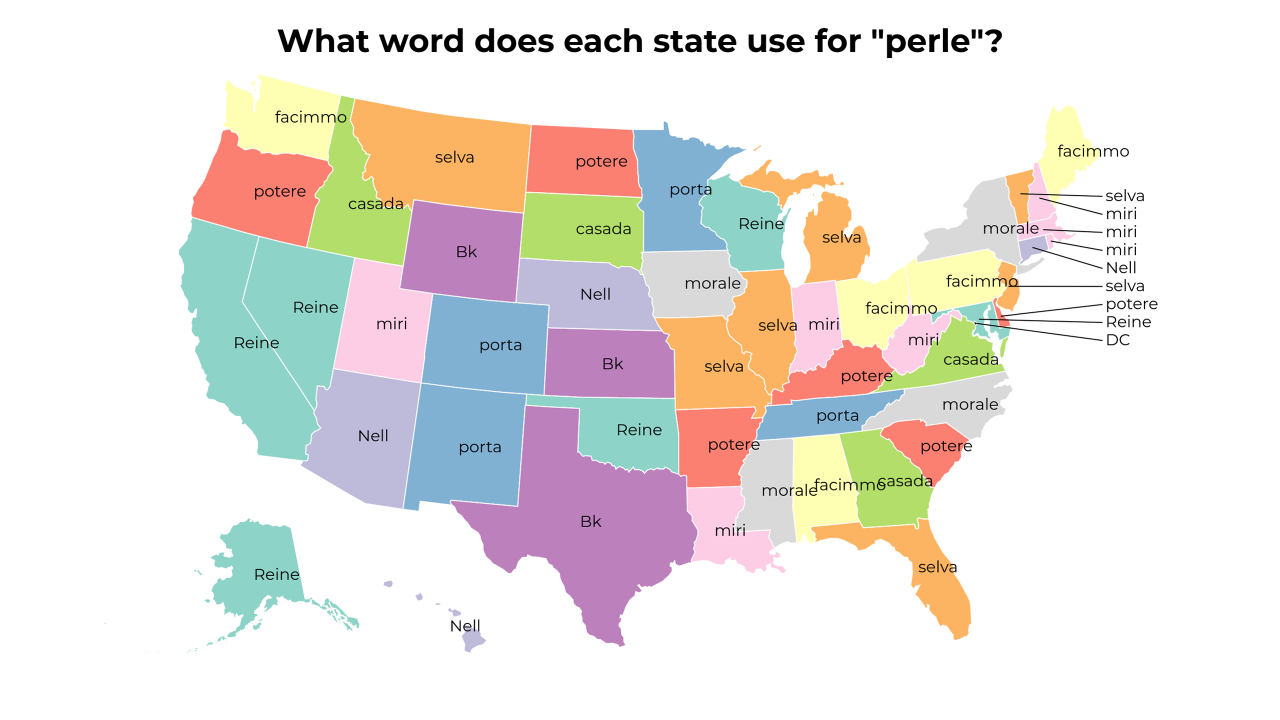 What word does each state use for "perle"?
facimmo
facimmo
selva
potere
porta
potere
casada
selva
miri
casada
Reine
morale
miri
casada
selva
miri
Bk
Nell
facimmo
selva
morale
Nell
potere
Reine
facimmo
Reine
miri
selva
miri
DC
Reine
porta
casada
selva
Bk
potere
morale
porta
Reine
Nell
potere
potere
porta
morale
facimmo
casada
Bk
miri
selva
Reine
Nell